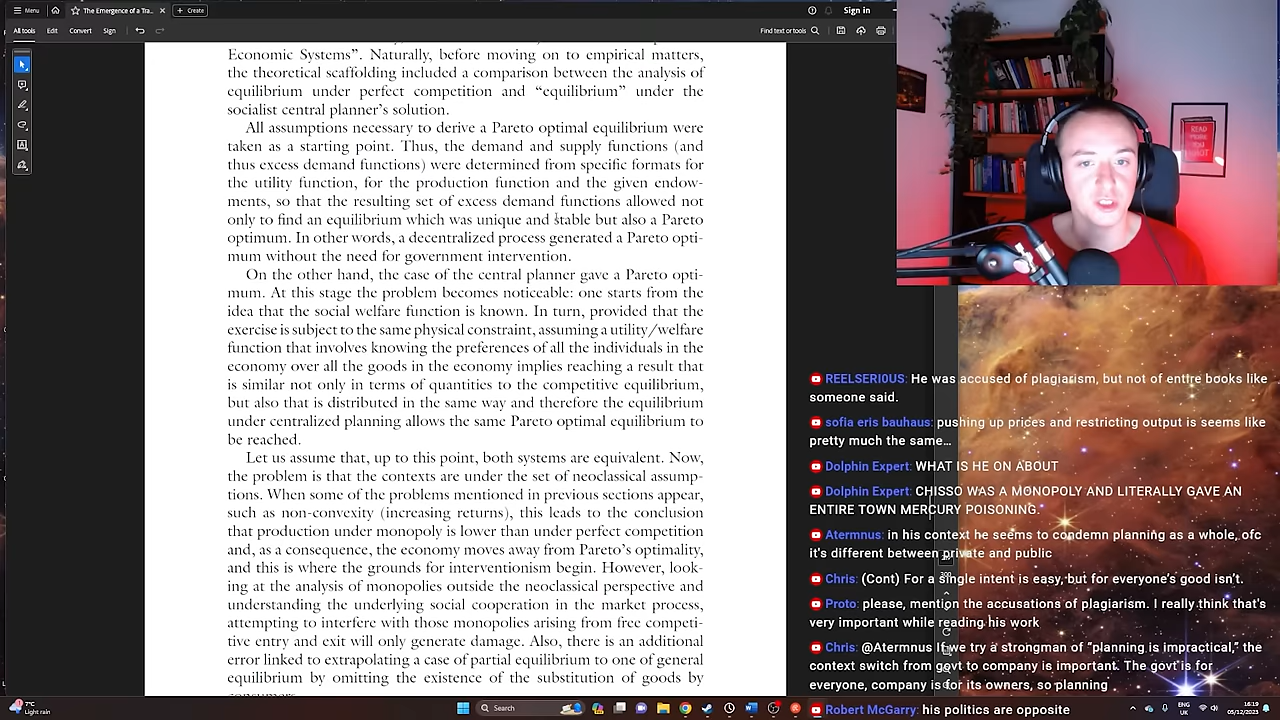 Menu
The Emergence of a Tra...
Create
Sign in
All tools
Edit
Convert
Sign
Find text or tools
Economic Systems”. Naturally, before moving on to empirical matters,
the theoretical scaffolding included a comparison between the analysis of
equilibrium under perfect competition and “equilibrium” under the
socialist central planner’s solution.
All assumptions necessary to derive a Pareto optimal equilibrium were
taken as a starting point. Thus, the demand and supply functions (and
thus excess demand functions) were determined from specific formats for
the utility function, for the production function and the given endow-
ments, so that the resulting set of excess demand functions allowed not
only to find an equilibrium which was unique and stable but also a Pareto
optimum. In other words, a decentralized process generated a Pareto opti-
mum without the need for government intervention.
On the other hand, the case of the central planner gave a Pareto opti-
mum. At this stage the problem becomes noticeable: one starts from the
idea that the social welfare function is known. In turn, provided that the
exercise is subject to the same physical constraint, assuming a utility/welfare
function that involves knowing the preferences of all the individuals in the
economy over all the goods in the economy implies reaching a result that
is similar not only in terms of quantities to the competitive equilibrium,
but also that is distributed in the same way and therefore the equilibrium
under centralized planning allows the same Pareto optimal equilibrium to
be reached.
Let us assume that, up to this point, both systems are equivalent. Now,
the problem is that the contexts are under the set of neoclassical assump-
tions. When some of the problems mentioned in previous sections appear,
such as non-convexity (increasing returns), this leads to the conclusion
that production under monopoly is lower than under perfect competition
and, as a consequence, the economy moves away from Pareto’s optimality,
and this is where the grounds for interventionism begin. However, look-
ing at the analysis of monopolies outside the neoclassical perspective and
understanding the underlying social cooperation in the market process,
attempting to interfere with those monopolies arising from free competi-
tive entry and exit will only generate damage. Also, there is an additional
error linked to extrapolating a case of partial equilibrium to one of general
equilibrium by omitting the existence of the substitution of goods by
consumers.
READ
MORE
REELSERI0US: He was accused of plagiarism, but not of entire books like
someone said.
sofia eris bauhaus: pushing up prices and restricting output is seems like
pretty much the same...
Dolphin Expert: WHAT IS HE ON ABOUT
Dolphin Expert: CHISSO WAS A MONOPOLY AND LITERALLY GAVE AN
ENTIRE TOWN MERCURY POISONING.
Atermnus: in his context he seems to condemn planning as a whole, ofc
it's different between private and public
Chris: (Cont) For a single intent is easy, but for everyone’s good isn’t.
Proto: please, mention the accusations of plagiarism. I really think that's
very important while reading his work
Chris: @Atermnus If we try a strongman of “planning is impractical,” the
context switch from govt to company is important. The govt is for
everyone, company is for its owners, so planning
Robert McGarry: his politics are opposite
7°C
Light rain
Search
ENG
UK
16:19
05/12/2023